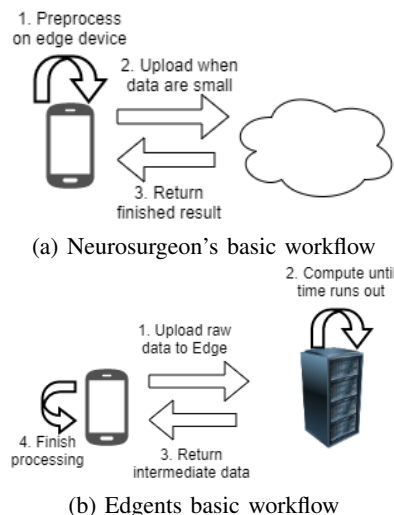 1. Preprocess
on edge device
2. Upload when
data are small
3. Return
finished result
(a) Neurosurgeon's basic workflow
2. Compute until
time runs out
1. Upload raw
data to Edge
4. Finish
processing
3. Return
intermediate data
(b) Edgents basic workflow